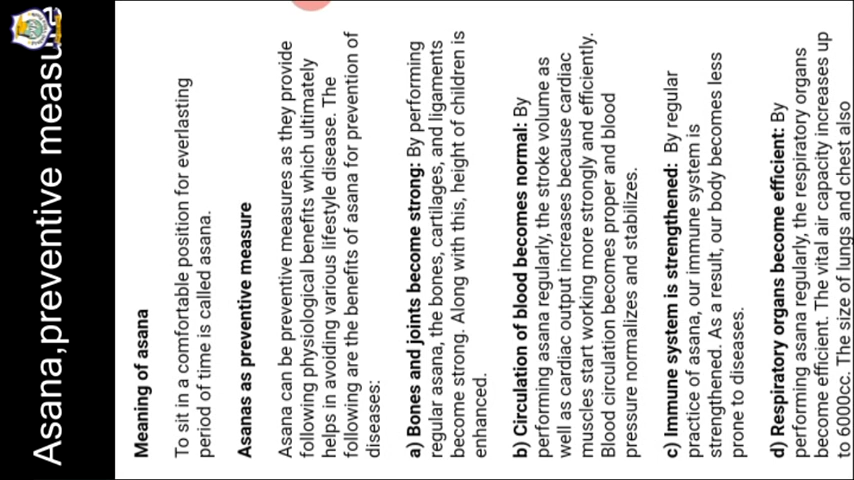 Asana,preventive measure
Meaning of asana
To sit in a comfortable position for everlasting
period of time is called asana.
Asanas as preventive measure
Asana can be preventive measures as they provide
following physiological benefits which ultimately
helps in avoiding various lifestyle disease. The
following are the benefits of asana for prevention of
diseases:
a) Bones and joints become strong: By performing
regular asana, the bones, cartilages, and ligaments
become strong. Along with this, height of children is
enhanced.
b) Circulation of blood becomes normal: By
performing asana regularly, the stroke volume as
well as cardiac output increases because cardiac
muscles start working more strongly and efficiently.
Blood circulation becomes proper and blood
pressure normalizes and stabilizes.
c) Immune system is strengthened: By regular
practice of asana, our immune system is
strengthened. As a result, our body becomes less
prone to diseases.
d) Respiratory organs become efficient: By
performing asana regularly, the respiratory organs
become efficient. The vital air capacity increases up
to 6000cc. The size of lungs and chest also